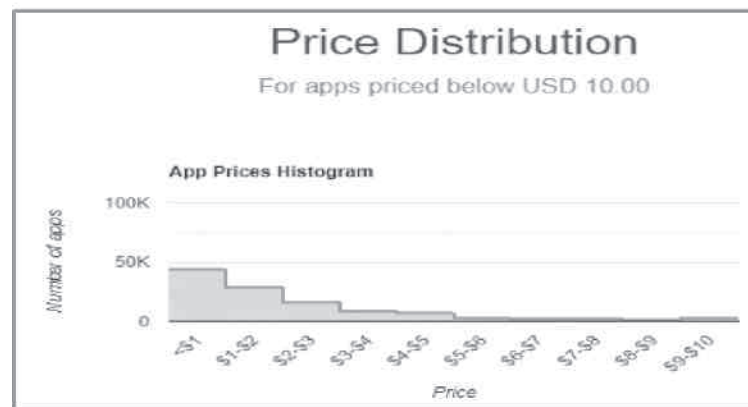 Price Distribution
For apps priced below USD 10.00
App Prices Histogram
100K
50K
0
Number of apps
<$1
$1-$2
$2-$3
$3-$4
$4-$5
$5-$6
$6-$7
$7-$8
$8-$9
$9-$10
Price